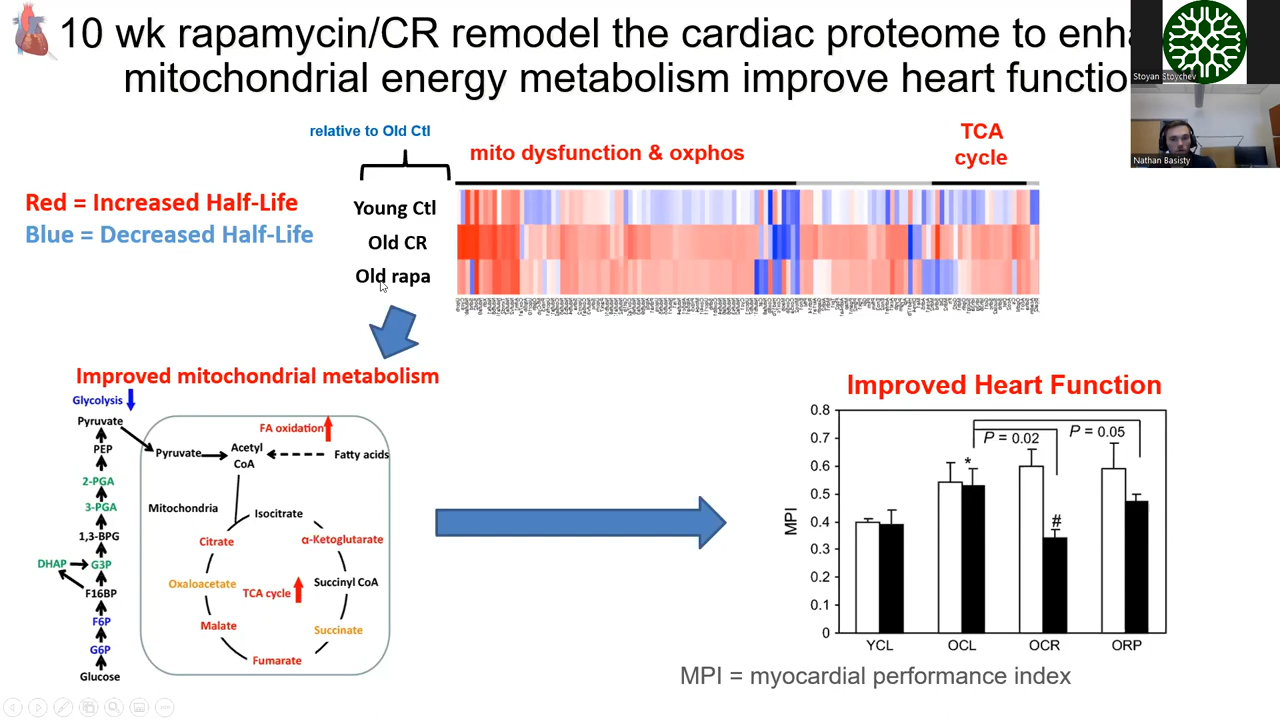 10 wk rapamycin/CR remodel the cardiac proteome to enha
mitochondrial energy metabolism improve heart functio
Stoyan Stoychev
Nathan Basisty
relative to Old Ctl
mito dysfunction & oxphos
TCA
cycle
Red = Increased Half-Life
Blue = Decreased Half-Life
Young Ctl
Old CR
Old rapa
Improved mitochondrial metabolism
Glycolysis
Pyruvate
PEP
2-PGA
3-PGA
1,3-BPG
DHAP
G3P
F16BP
F6P
G6P
Glucose
FA oxidation
Pyruvate
Acetyl
CoA
Fatty acids
Mitochondria
Isocitrate
Citrate
α-Ketoglutarate
Oxaloacetate
TCA cycle
Succinyl CoA
Malate
Succinate
Fumarate
Improved Heart Function
0.8
0.7
0.6
0.5
0.4
0.3
0.2
0.1
0
MPI
P = 0.02
P = 0.05
*
#
YCL
OCL
OCR
ORP
MPI = myocardial performance index